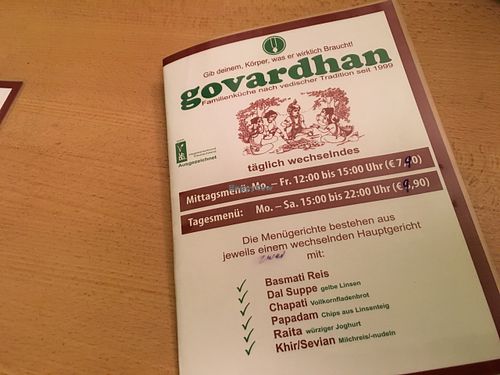 Gib deinem, Körper, was er wirklich Braucht!
govardhan
Familienküche nach vedischer Tradition seit 1999
Ausgezeichnet
täglich wechselndes
Mittagsmenü: Mo. – Fr. 12:00 bis 15:00 Uhr (€ 7,90)
Tagesmenü: Mo. – Sa. 15:00 bis 22:00 Uhr (€ ,90)
Die Menügerichte bestehen aus
jeweils einem wechselnden Hauptgericht
mit:
Basmati Reis
Dal Suppe gelbe Linsen
Chapati Vollkornfladenbrot
Papadam Chips aus Linsenteig
Raita würziger Joghurt
Khir/Sevian Milchreis/-nudeln